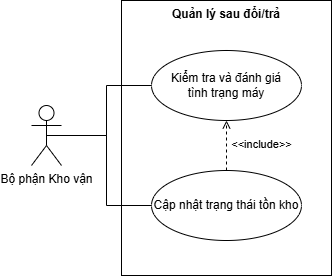 Quản lý sau đổi/trả
Kiểm tra và đánh giá
tình trạng máy
<<include>>
Bộ phận Kho vận
Cập nhật trạng thái tồn kho